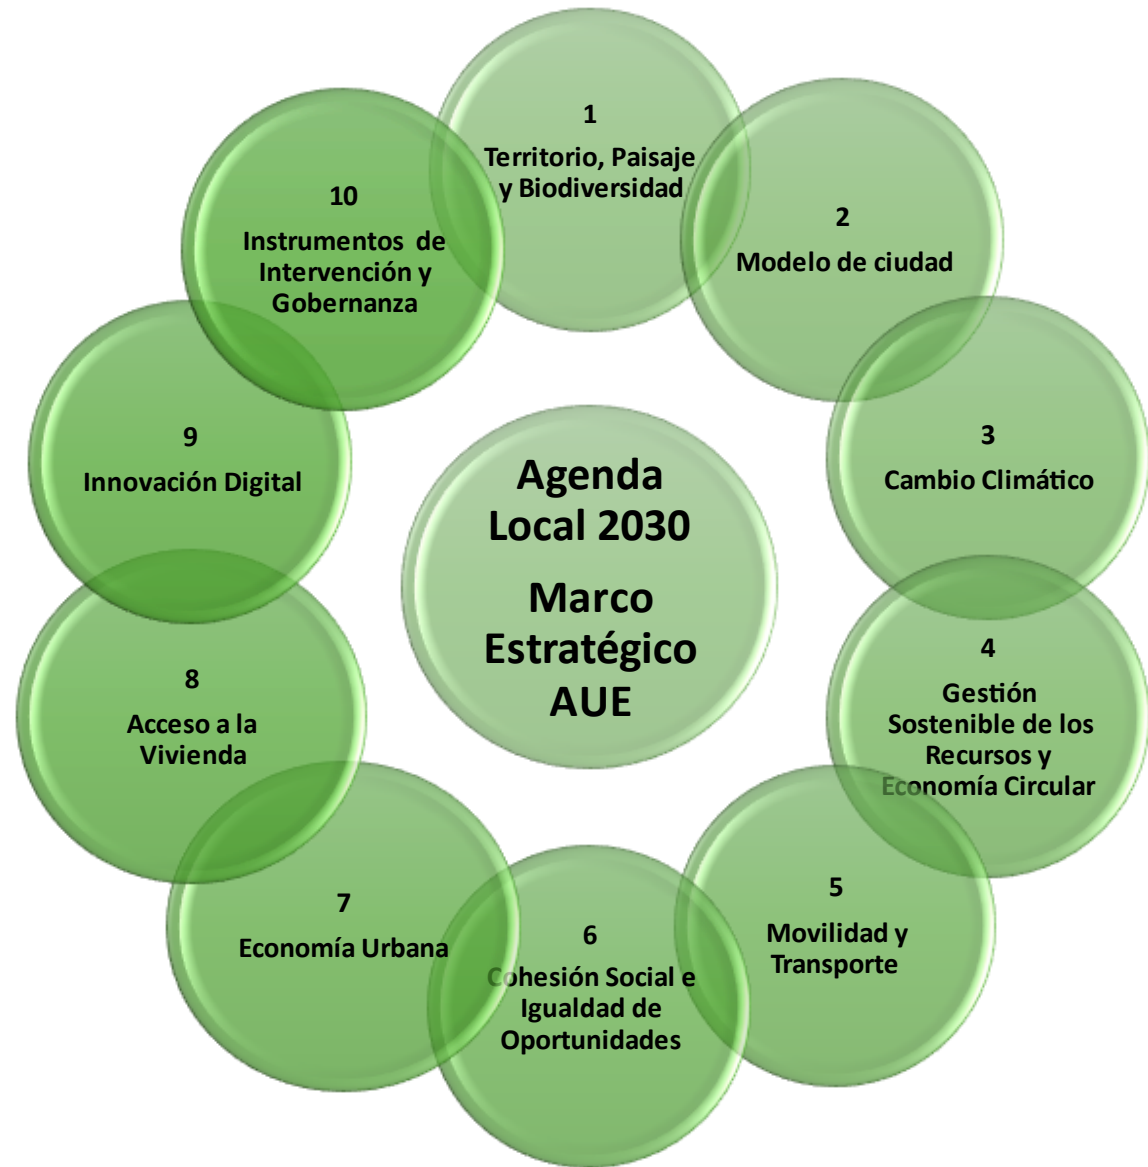 1
Territorio, Paisaje
y Biodiversidad
2
Modelo de ciudad
3
Cambio Climático
4
Gestión
Sostenible de los
Recursos y
Economía Circular
5
Movilidad y
Transporte
6
Cohesión Social e
Igualdad de
Oportunidades
7
Economía Urbana
8
Acceso a la
Vivienda
9
Innovación Digital
10
Instrumentos de
Intervención y
Gobernanza
Agenda
Local 2030
Marco
Estratégico
AUE